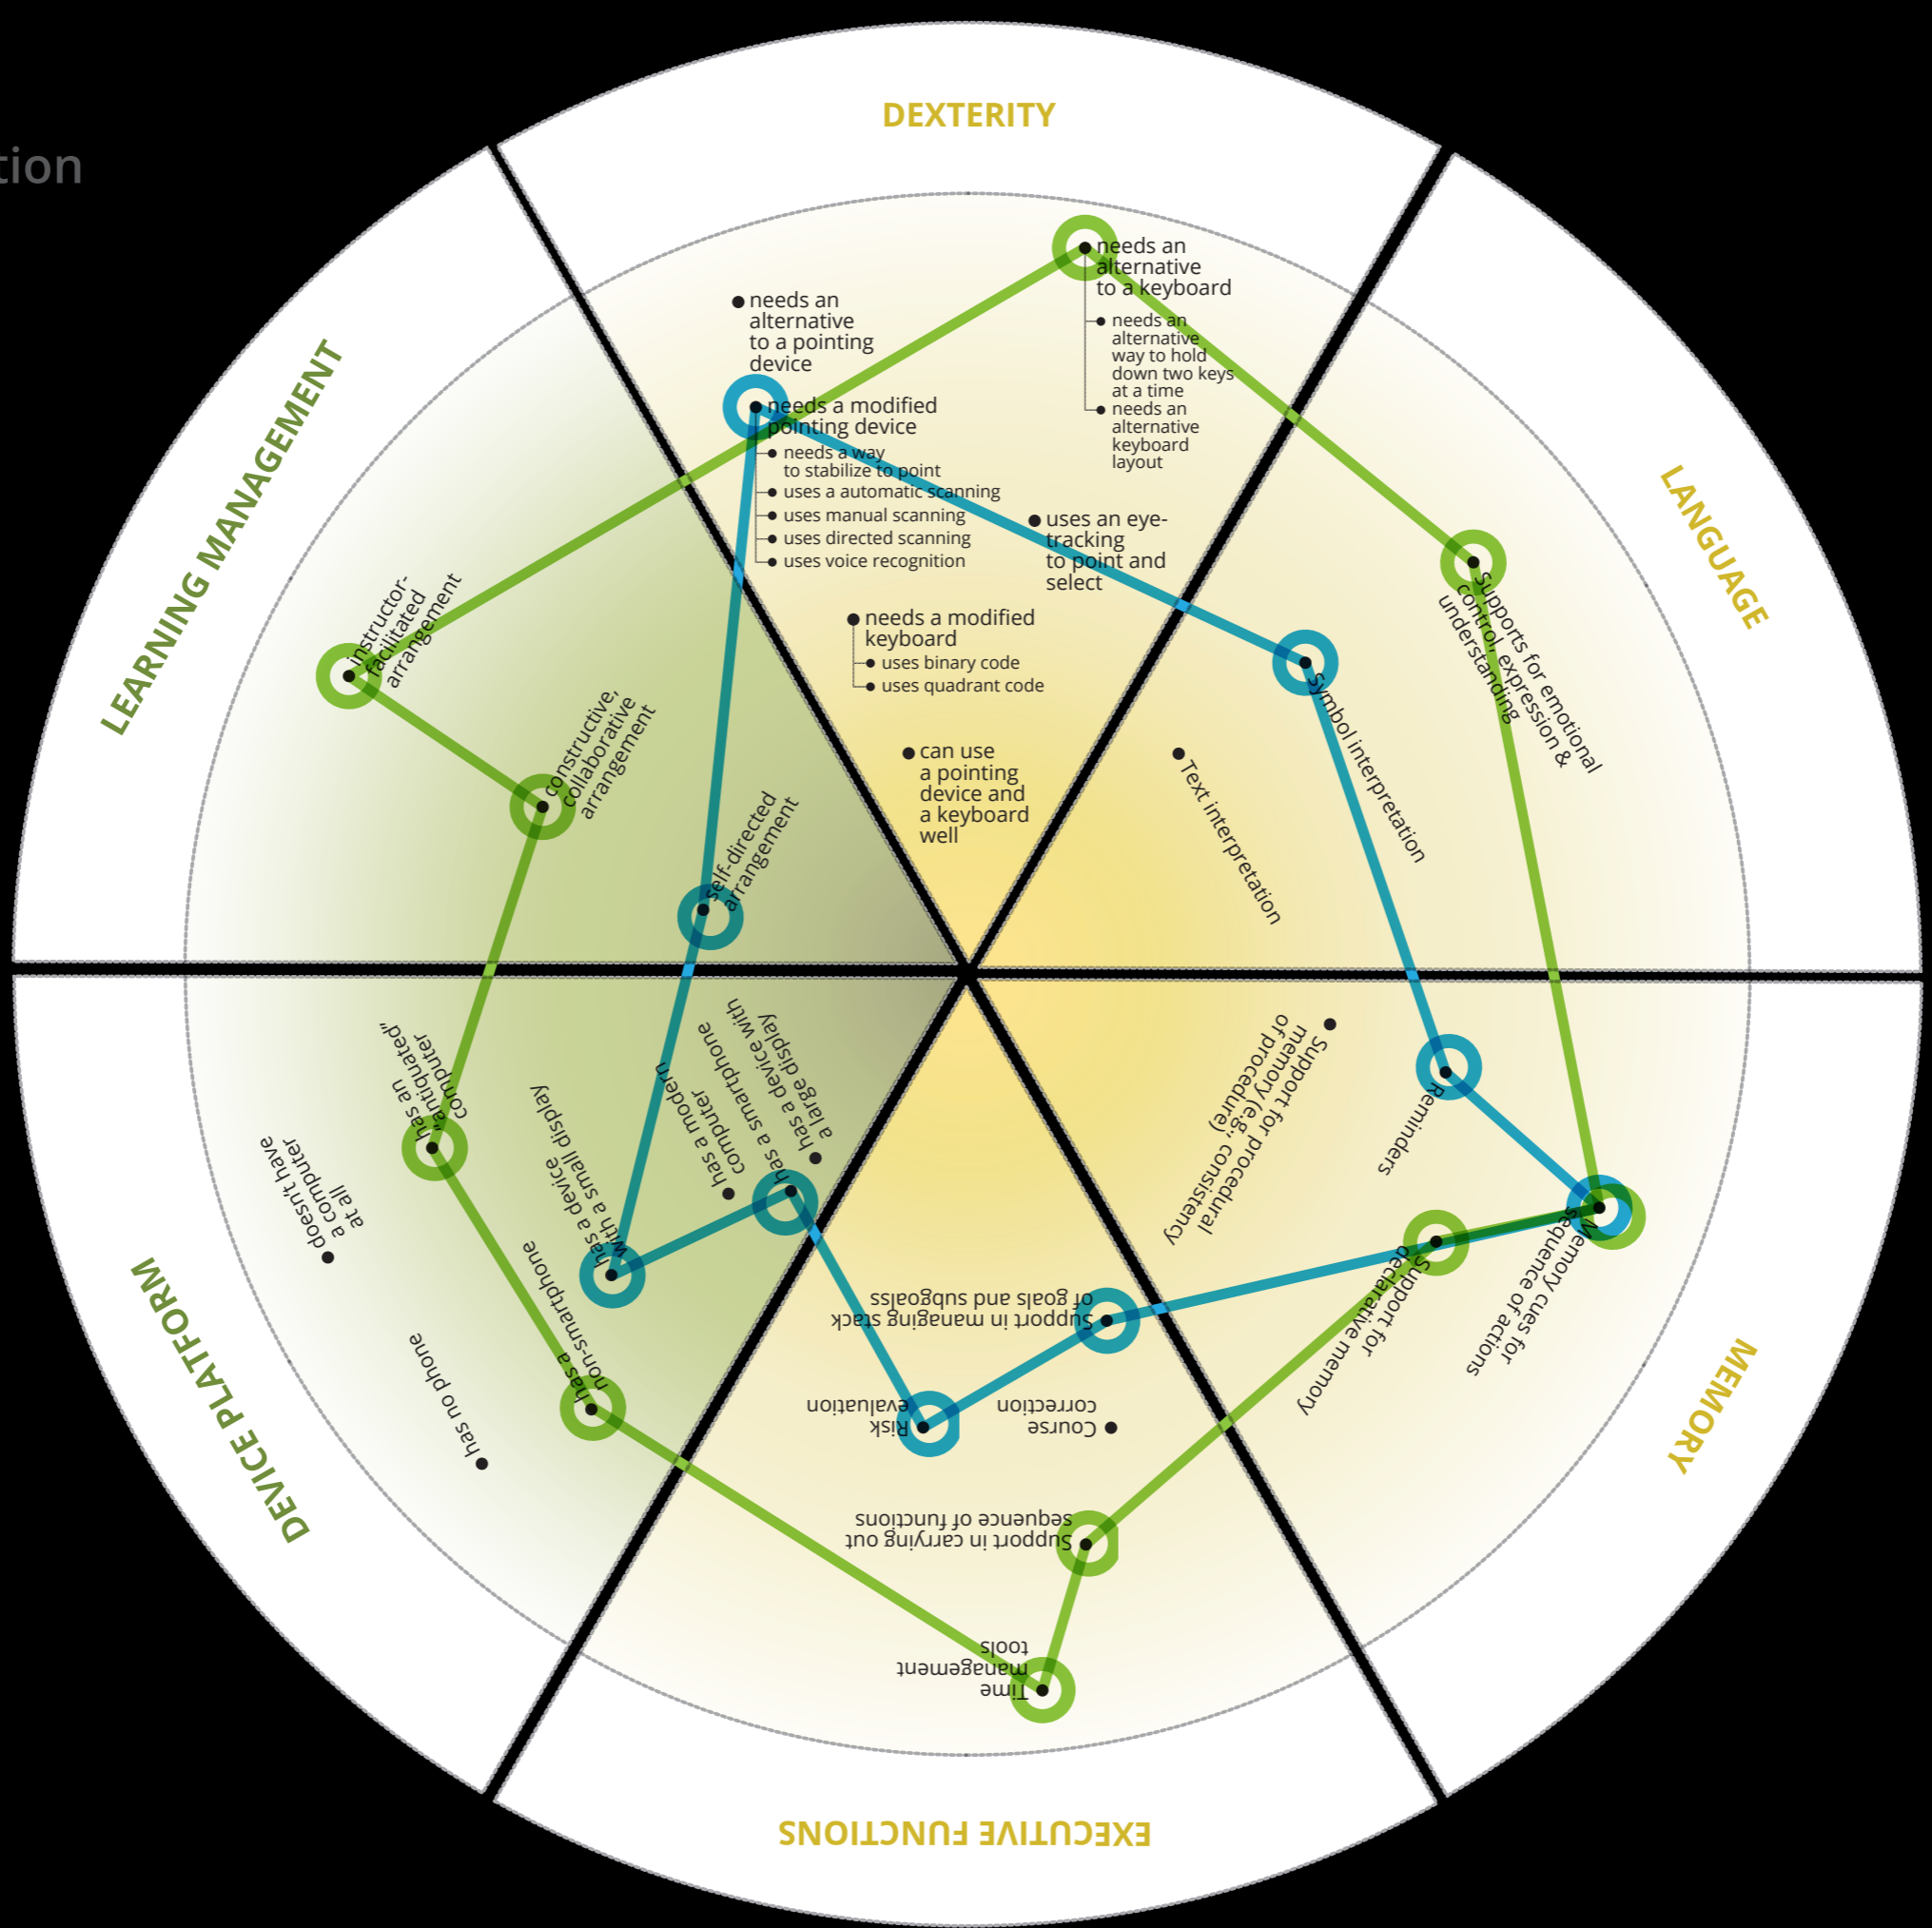 tion
DEXTERITY
needs an
alternative
to a keyboard
needs an
alternative
way to hold
down two keys
at a time
needs an
alternative
keyboard
layout
needs an
alternative
to a pointing
device
needs a modified
pointing device
needs a way
to stabilize to point
uses a automatic scanning
uses manual scanning
uses directed scanning
uses voice recognition
uses an eye-
tracking
to point and
select
needs a modified
keyboard
uses binary code
uses quadrant code
can use
a pointing
device and
a keyboard
well
LANGUAGE
Supports for emotional
control, expression &
understanding
Symbol interpretation
Text interpretation
MEMORY
Support for procedural
memory (e.g., consistency
of procedure)
Reminders
Memory cues for
sequence of actions
Support for
declarative memory
EXECUTIVE FUNCTIONS
Support in managing stack
of goals and subgoalss
Risk
evaluation
Course
correction
Support in carrying out
sequence of functions
Time
management
tools
DEVICE PLATFORM
has a device with
a large display
has a smartphone
has a modern
computer
has a device
with a small display
has an
"antiquated"
computer
doesn't have
a computer
at all
has a
non-smartphone
has no phone
LEARNING MANAGEMENT
instructor-
facilitated
arrangement
constructive,
collaborative
arrangement
self-directed
arrangement